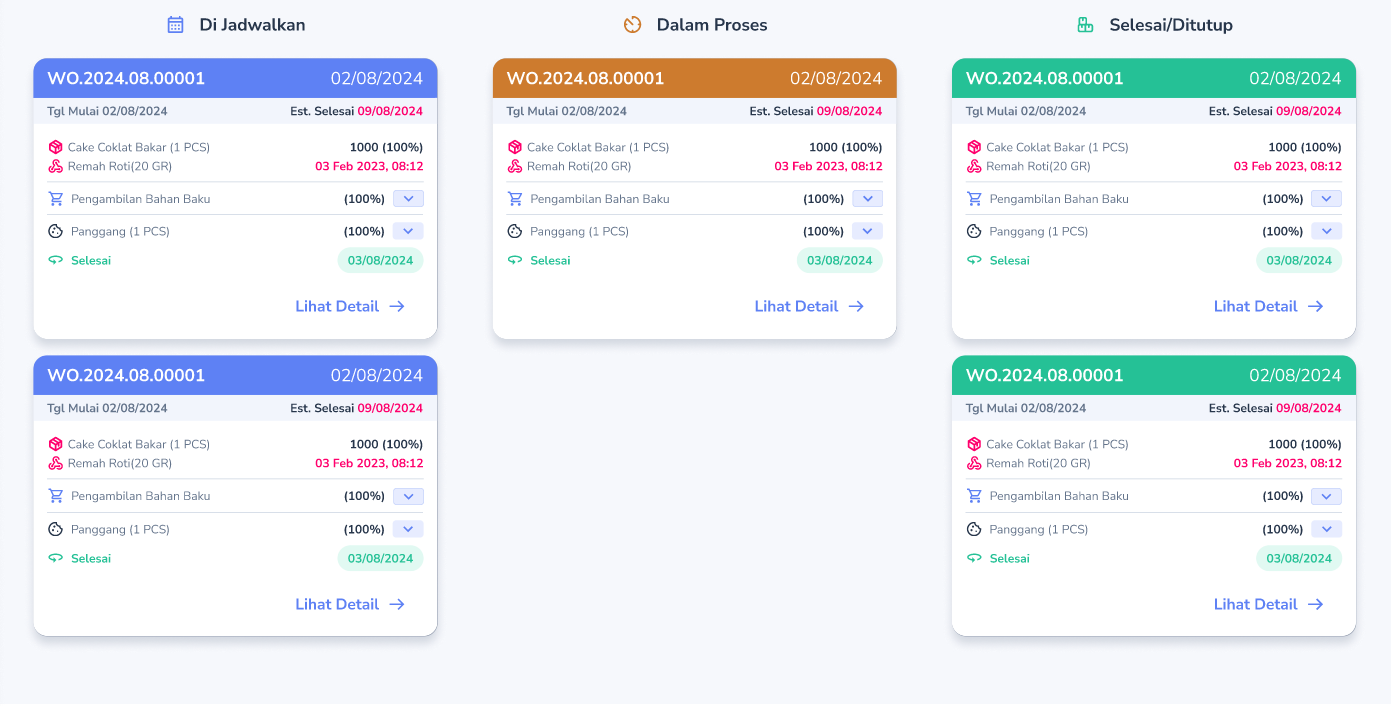 Di Jadwalkan
WO.2024.08.00001 02/08/2024
Tgl Mulai 02/08/2024 Est. Selesai 09/08/2024
Cake Coklat Bakar (1 PCS) 1000 (100%)
Remah Roti(20 GR) 03 Feb 2023, 08:12
Pengambilan Bahan Baku (100%)
Panggang (1 PCS) (100%)
Selesai 03/08/2024
Lihat Detail
WO.2024.08.00001 02/08/2024
Tgl Mulai 02/08/2024 Est. Selesai 09/08/2024
Cake Coklat Bakar (1 PCS) 1000 (100%)
Remah Roti(20 GR) 03 Feb 2023, 08:12
Pengambilan Bahan Baku (100%)
Panggang (1 PCS) (100%)
Selesai 03/08/2024
Lihat Detail
Dalam Proses
WO.2024.08.00001 02/08/2024
Tgl Mulai 02/08/2024 Est. Selesai 09/08/2024
Cake Coklat Bakar (1 PCS) 1000 (100%)
Remah Roti(20 GR) 03 Feb 2023, 08:12
Pengambilan Bahan Baku (100%)
Panggang (1 PCS) (100%)
Selesai 03/08/2024
Lihat Detail
Selesai/Ditutup
WO.2024.08.00001 02/08/2024
Tgl Mulai 02/08/2024 Est. Selesai 09/08/2024
Cake Coklat Bakar (1 PCS) 1000 (100%)
Remah Roti(20 GR) 03 Feb 2023, 08:12
Pengambilan Bahan Baku (100%)
Panggang (1 PCS) (100%)
Selesai 03/08/2024
Lihat Detail
WO.2024.08.00001 02/08/2024
Tgl Mulai 02/08/2024 Est. Selesai 09/08/2024
Cake Coklat Bakar (1 PCS) 1000 (100%)
Remah Roti(20 GR) 03 Feb 2023, 08:12
Pengambilan Bahan Baku (100%)
Panggang (1 PCS) (100%)
Selesai 03/08/2024
Lihat Detail